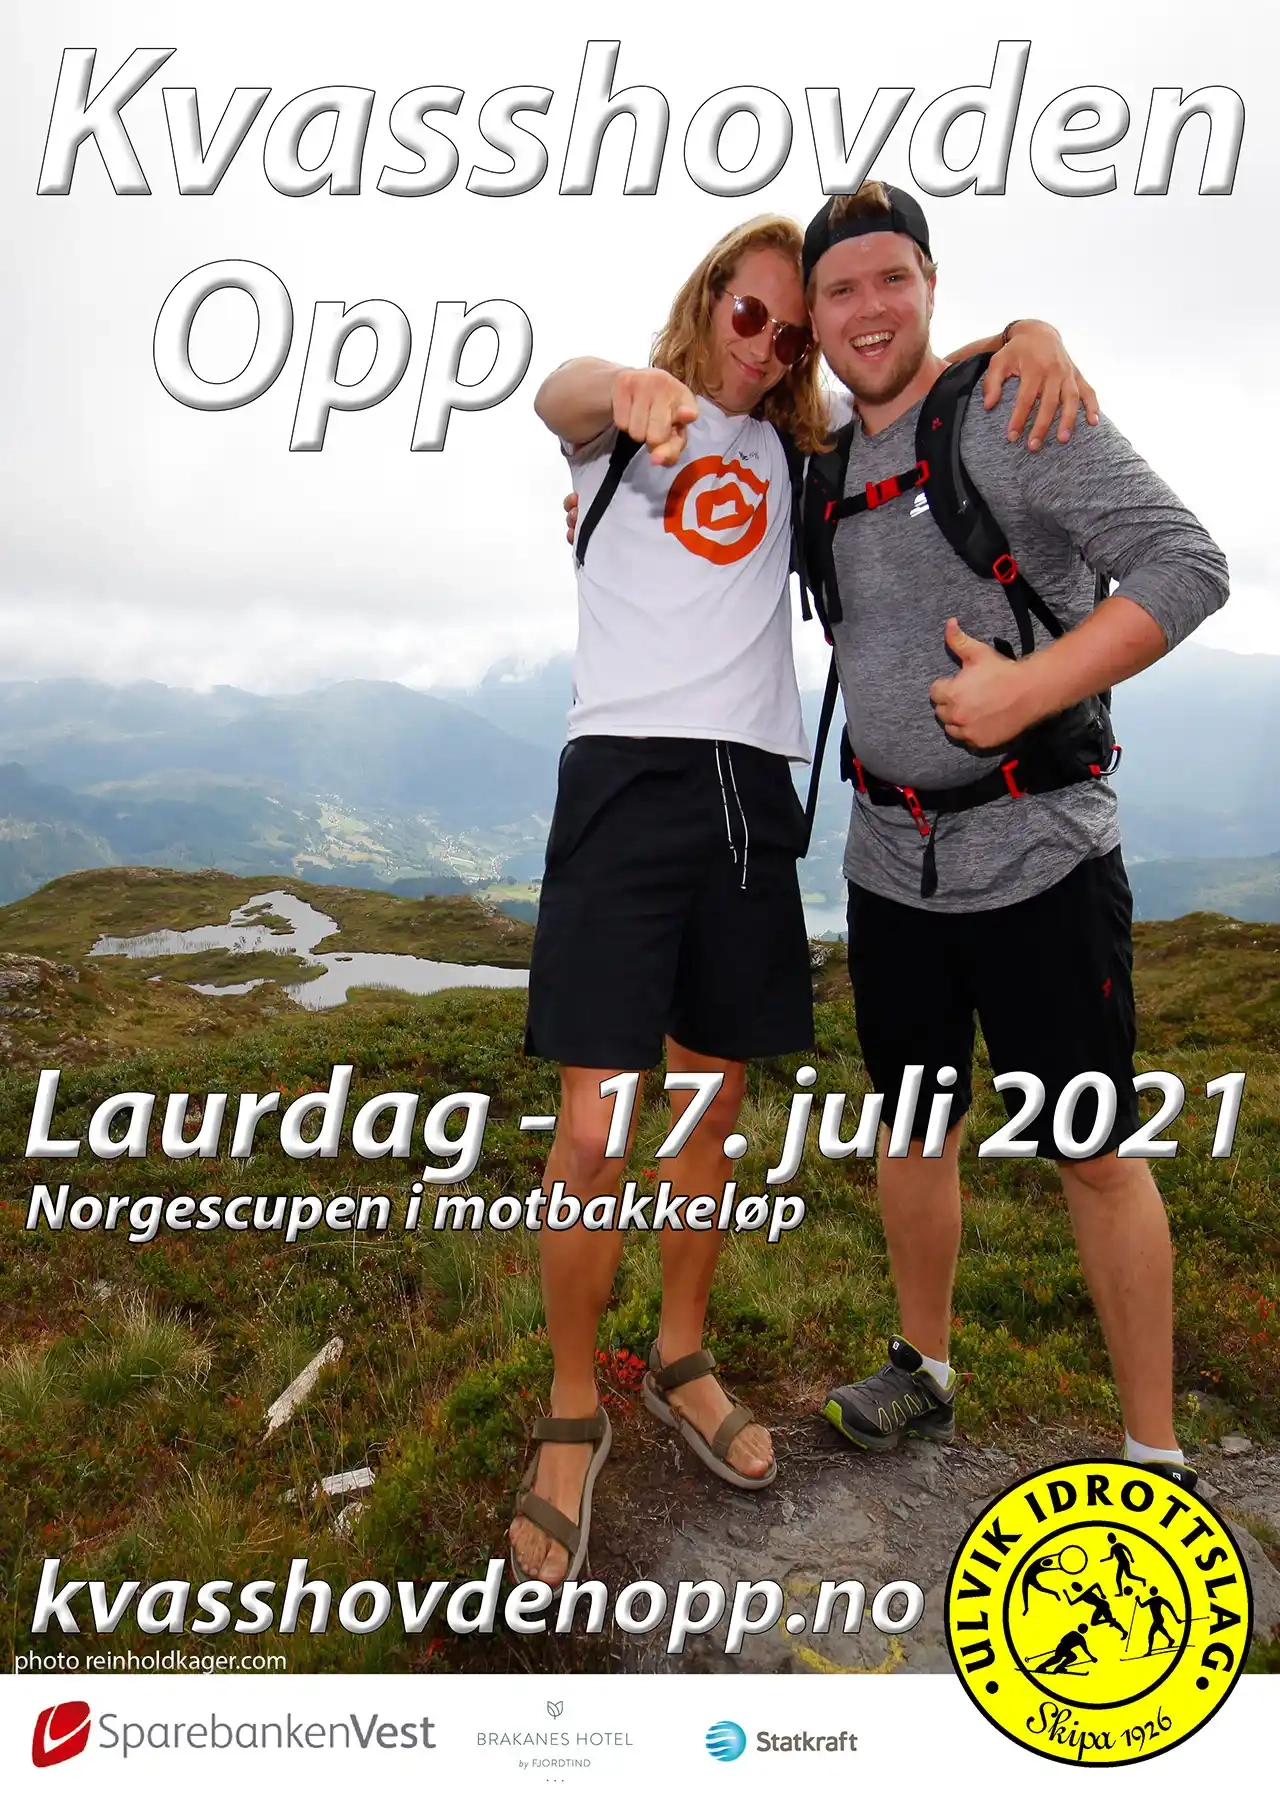 Kvasshovden
Opp
Laurdag - 17. juli 2021
Norgescupen i motbakkeløp
kvasshovdenopp.no
photo reinholdkager.com
ULVIK IDROTTSLAG
Skipa 1926
SparebankenVest
BRAKANES HOTEL
by FJORDTIND
Statkraft